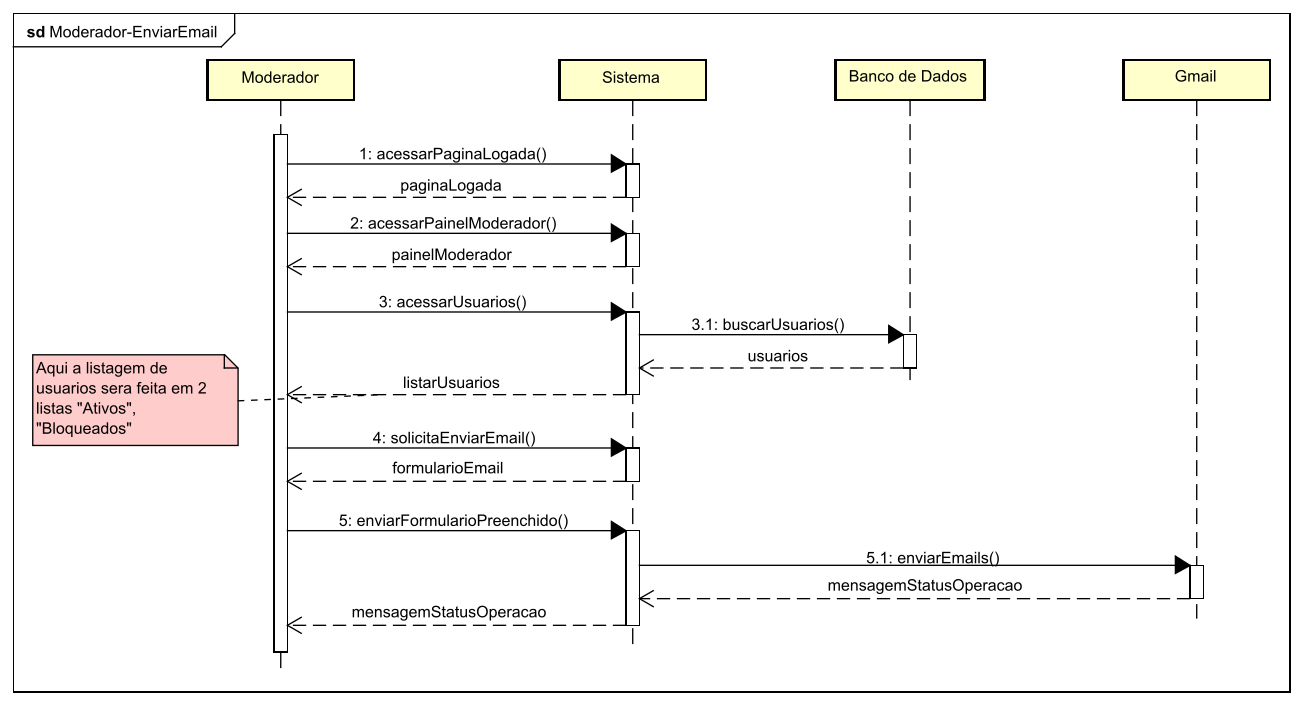 sd Moderador-EnviarEmail
Moderador
Sistema
Banco de Dados
Gmail
1: acessarPaginaLogada()
paginaLogada
2: acessarPainelModerador()
painelModerador
3: acessarUsuarios()
3.1: buscarUsuarios()
usuarios
Aqui a listagem de
usuarios sera feita em 2
listas "Ativos",
"Bloqueados"
listarUsuarios
4: solicitaEnviarEmail()
formularioEmail
5: enviarFormularioPreenchido()
5.1: enviarEmails()
mensagemStatusOperacao
mensagemStatusOperacao